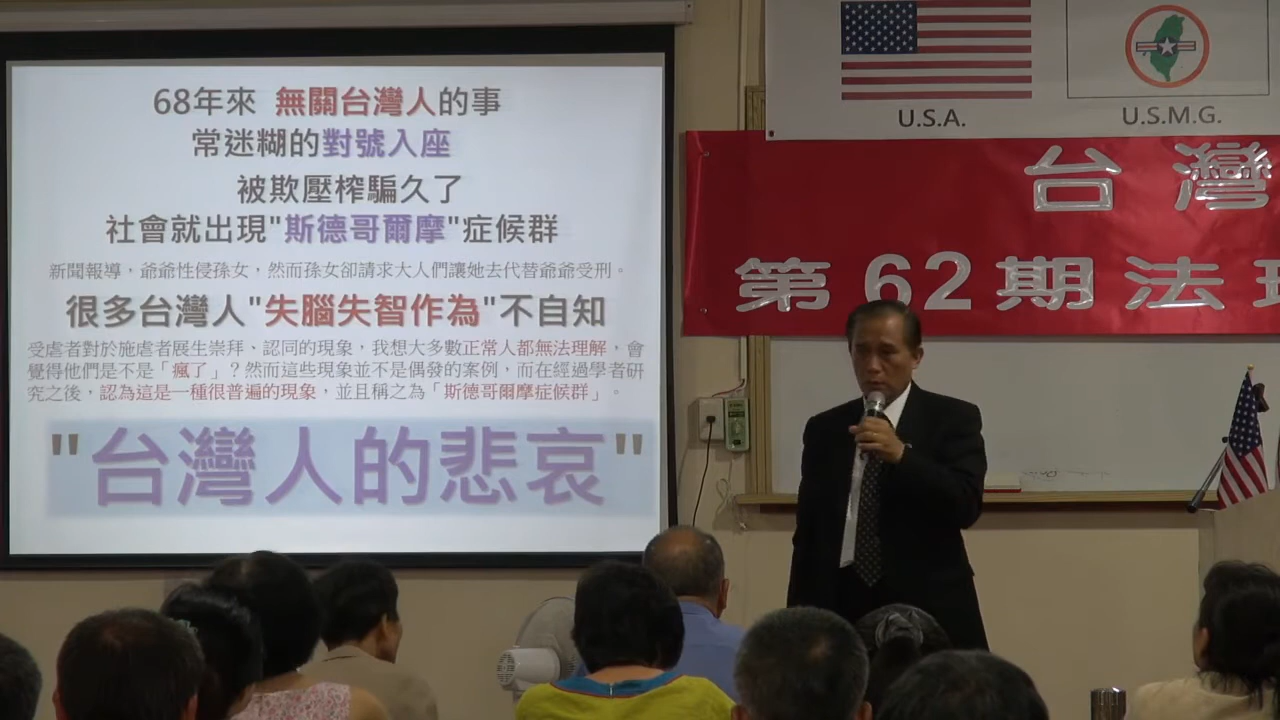 68年來 無關台灣人的事
常迷糊的對號入座
被欺壓榨騙久了
社會就出現"斯德哥爾摩"症候群
新聞報導，爺爺性侵孫女，然而孫女卻請求大人們讓她去代替爺爺受刑。
很多台灣人"失腦失智作為"不自知
受虐者對於施虐者展生崇拜、認同的現象，我想大多數正常人都無法理解，會
覺得他們是不是「瘋了」？然而這些現象並不是偶發的案例，而在經過學者研
究之後，認為這是一種很普遍的現象，並且稱之為「斯德哥爾摩症候群」。
"台灣人的悲哀"
U.S.A.
U.S.M.G.
台灣
第62期法理